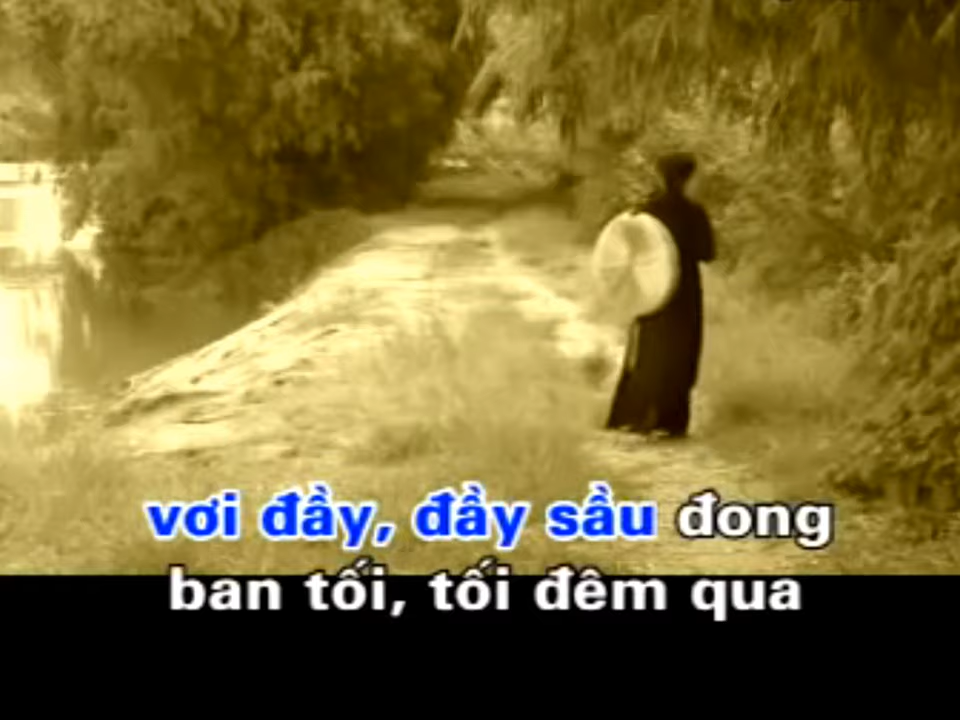 vơi đầy, đầy sầu đong
ban tối, tối đêm qua